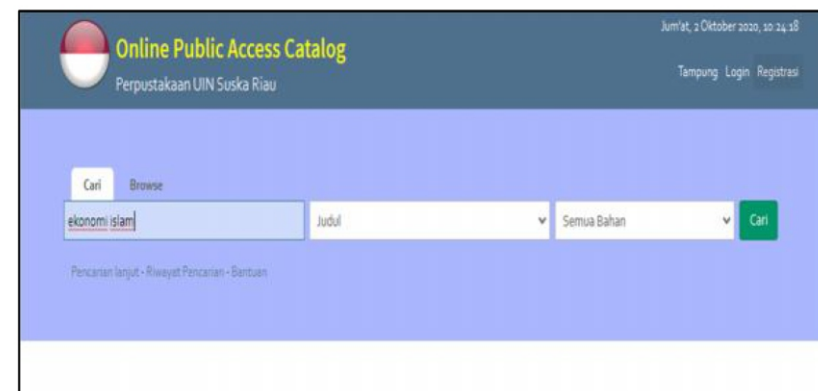 Jum'at, 2 Oktober 2020, 10:24:18
Online Public Access Catalog
Perpustakaan UIN Suska Riau
Tampung Login Registrasi
Cari Browse
ekonomi islam Judul Semua Bahan Cari
Pencarian lanjut - Riwayat Pencarian - Bantuan